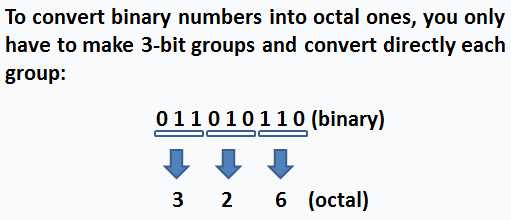 To convert binary numbers into octal ones, you only
have to make 3-bit groups and convert directly each
group:
0 1 1 0 1 0 1 1 0 (binary)
3 2 6 (octal)